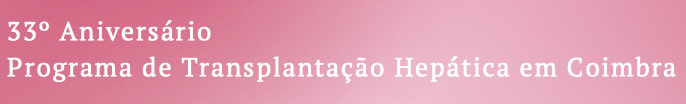 33º Aniversário
Programa de Transplantação Hepática em Coimbra